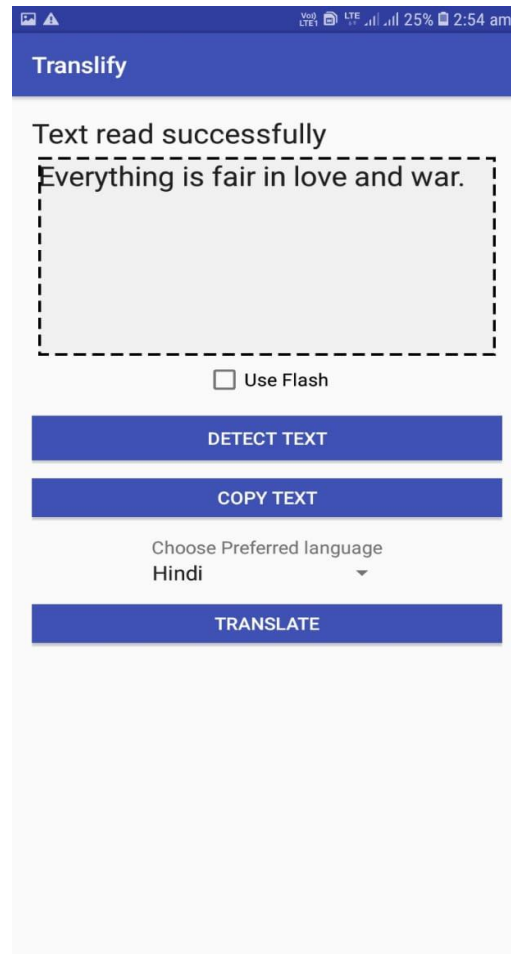 Vo) LTE1 LTE 25% 2:54 am
Translify
Text read successfully
Everything is fair in love and war.
Use Flash
DETECT TEXT
COPY TEXT
Choose Preferred language
Hindi
TRANSLATE